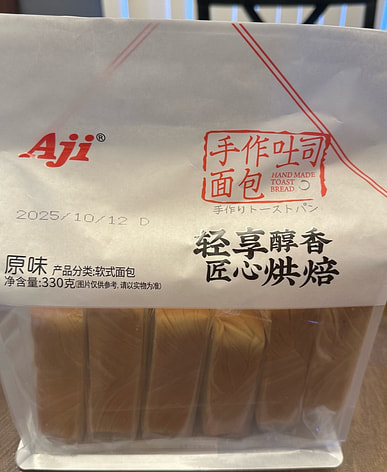 Aji®
手作吐司
面包
HAND MADE
TOAST
BREAD
手作りトーストパン
2025/10/12 D
轻享醇香
匠心烘焙
原味 产品分类:软式面包
净含量:330克(图片仅供参考, 请以实物为准)